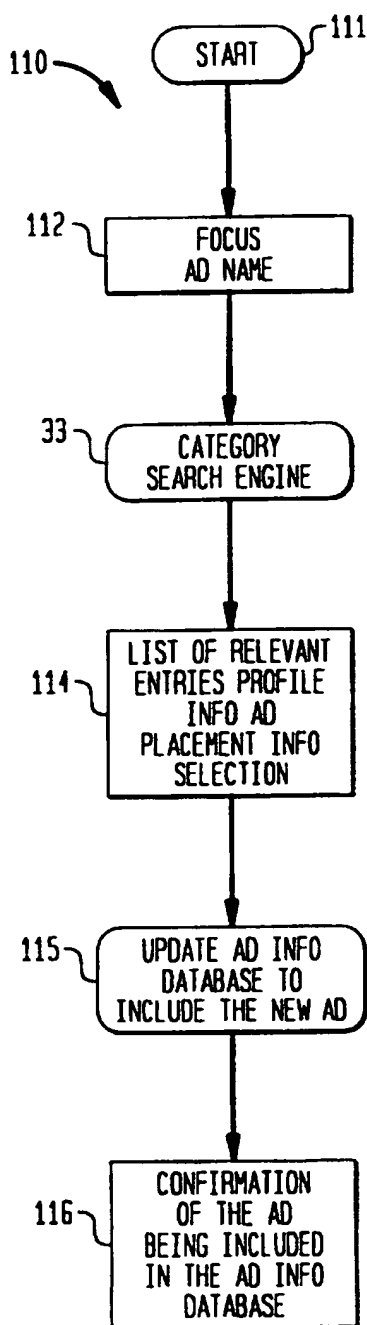 START
111
110
112
FOCUS
AD NAME
33
CATEGORY
SEARCH ENGINE
114
LIST OF RELEVANT
ENTRIES PROFILE
INFO AD
PLACEMENT INFO
SELECTION
115
UPDATE AD INFO
DATABASE TO
INCLUDE THE NEW AD
116
CONFIRMATION
OF THE AD
BEING INCLUDED
IN THE AD INFO
DATABASE